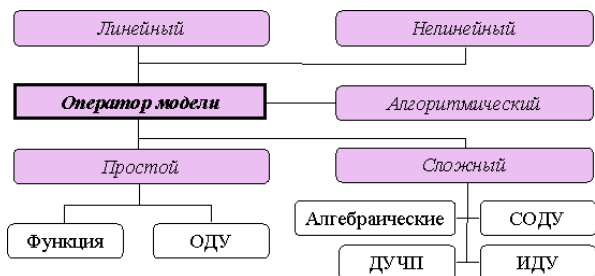 Линейный
Нелинейный
Оператор модели
Алгоритмический
Простой
Сложный
Функция
ОДУ
Алгебраические
СОДУ
ДУЧП
ИДУ